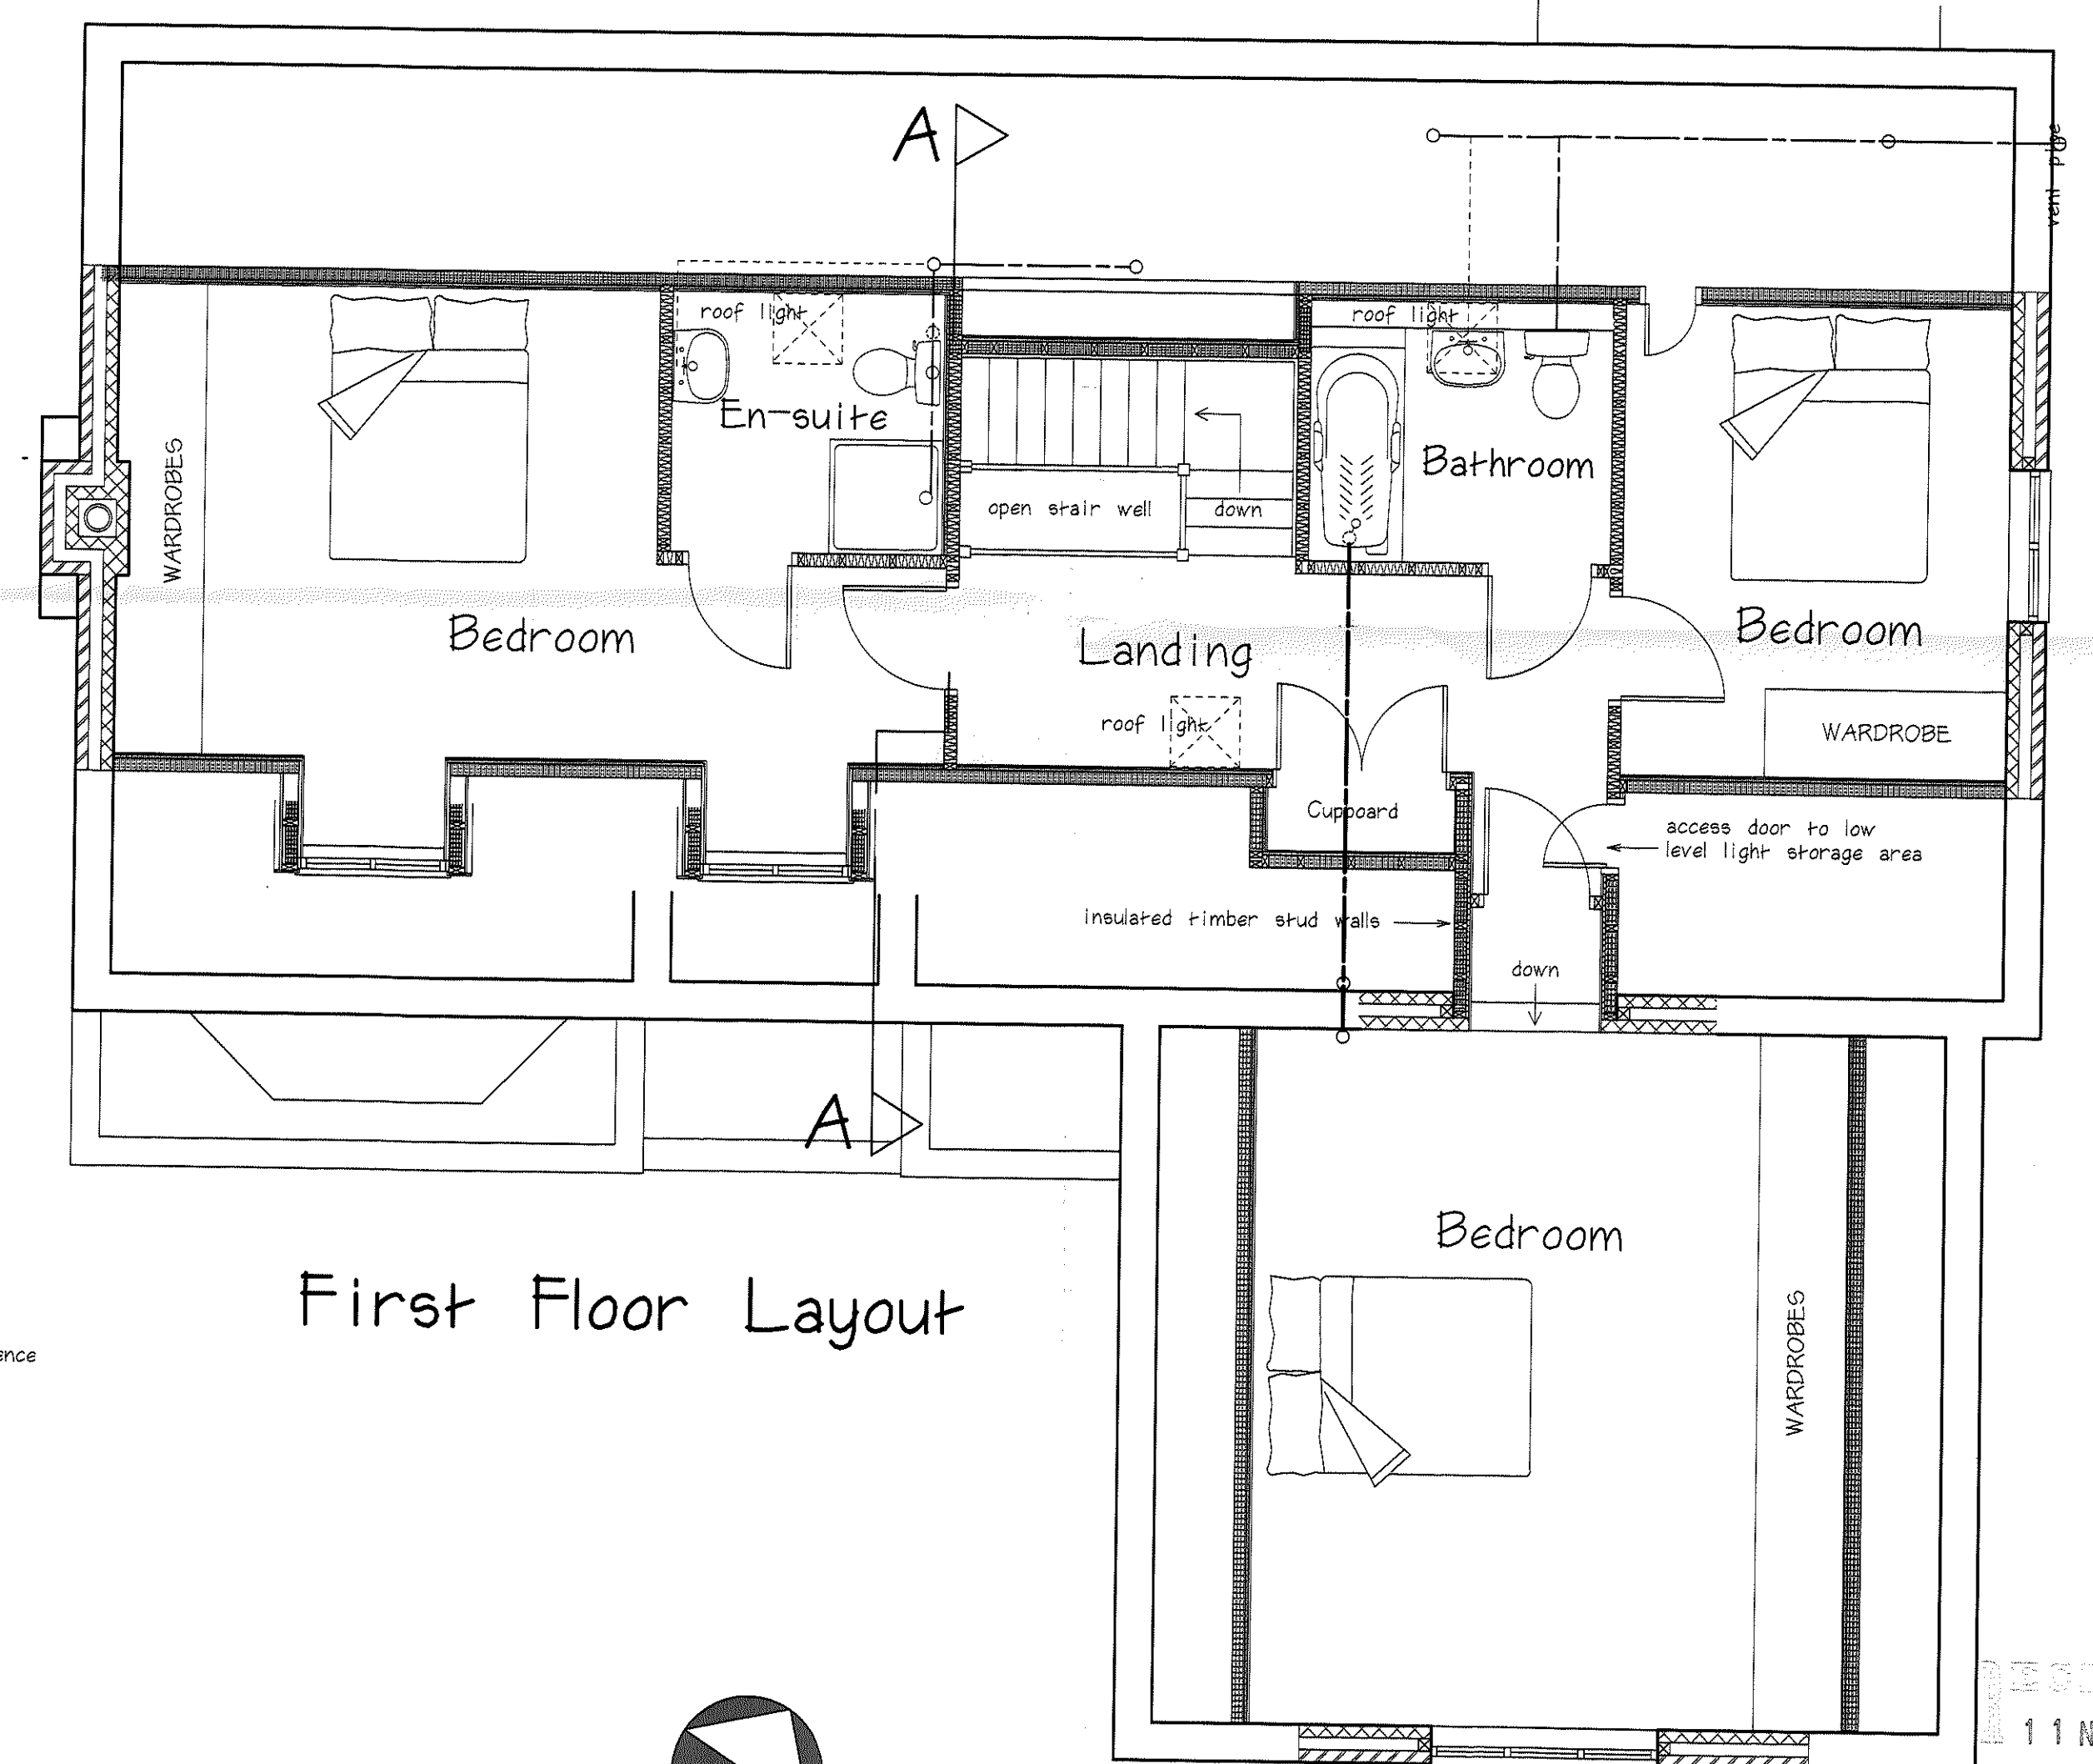 A
vent pipe
roof light
roof light
En-suite
WARDROBES
Bathroom
open stair well
down
Bedroom
Landing
Bedroom
roof light
WARDROBE
Cupboard
access door to low
level light storage area
insulated timber stud walls
down
A
Bedroom
First Floor Layout
WARDROBES
11 N